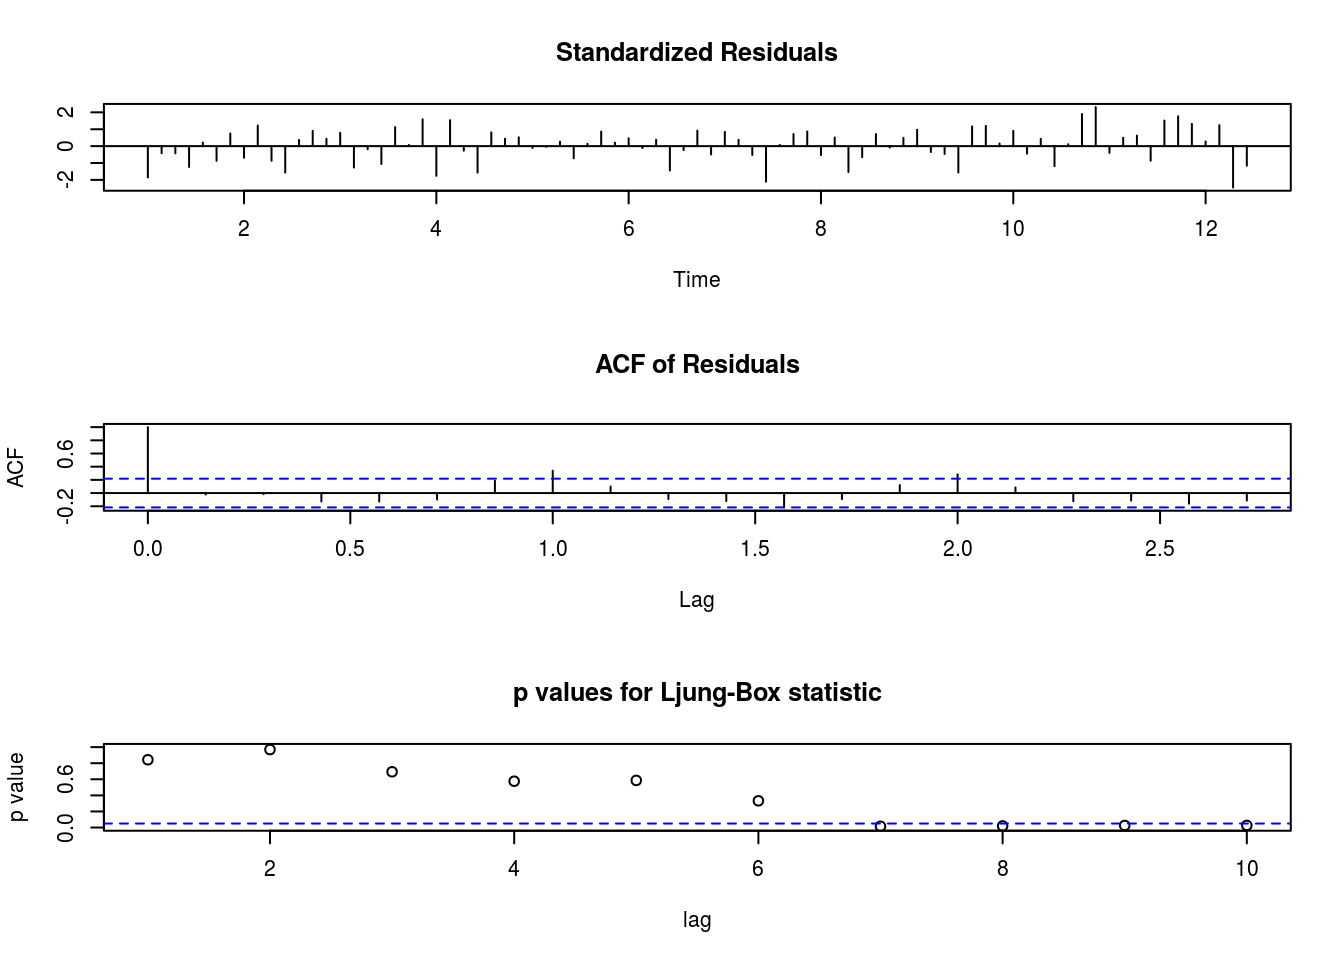 Standardized Residuals
2
0
-2
2 4 6 8 10 12
Time
ACF of Residuals
ACF
0.6
-0.2
0.0 0.5 1.0 1.5 2.0 2.5
Lag
p values for Ljung-Box statistic
p value
0.6
0.0
2 4 6 8 10
lag